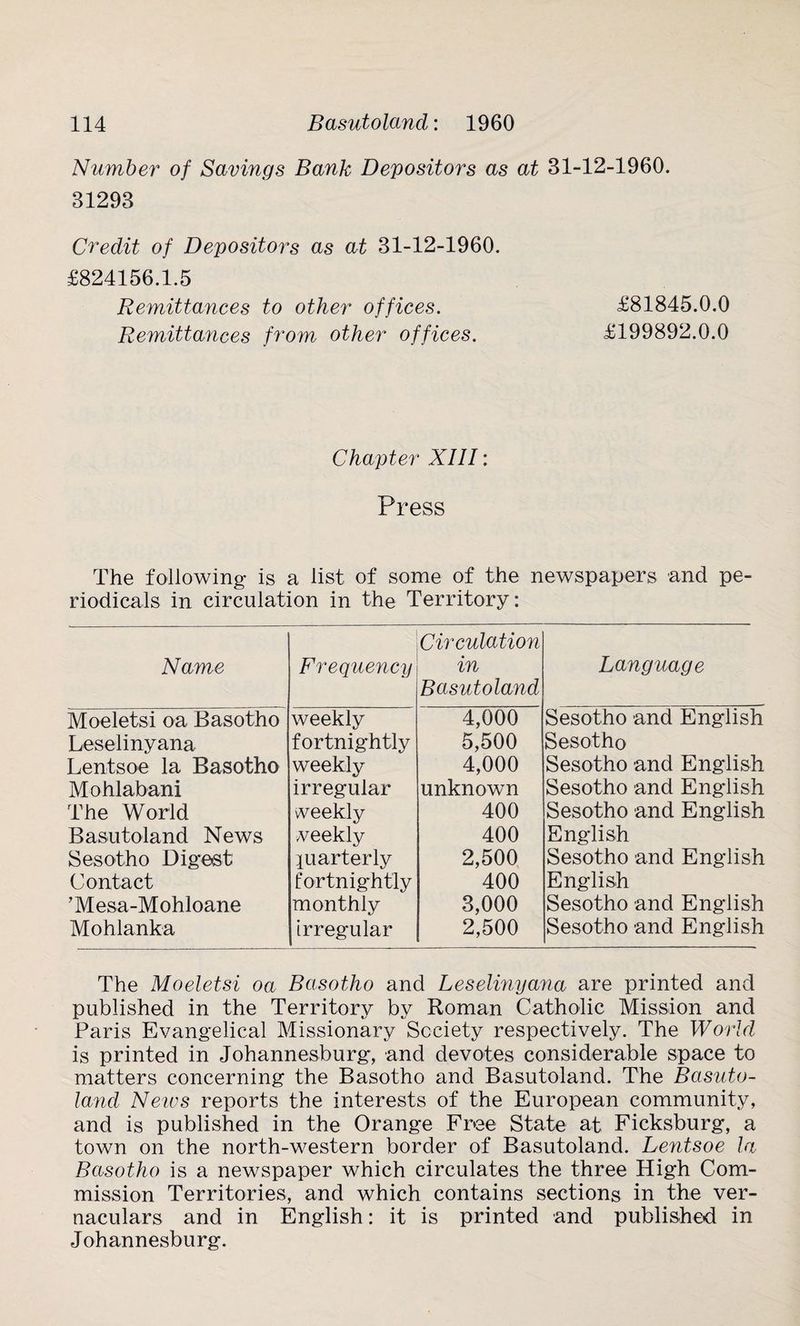 114 Basutoland: 1960
Number of Savings Bank Depositors as at 31-12-1960.
31293
Credit of Depositors as at 31-12-1960.
£824156.1.5
Remittances to other offices. £81845.0.0
Remittances from other offices. £199892.0.0
Chapter XIII:
Press
The following is a list of some of the newspapers and pe-
riodicals in circulation in the Territory:
Name Frequency Circulation in Basutoland Language
Moeletsi oa Basotho weekly 4,000 Sesotho and English
Leselinyana fortnightly 5,500 Sesotho
Lentsoe la Basotho weekly 4,000 Sesotho and English
Mohlabani irregular unknown Sesotho and English
The World weekly 400 Sesotho and English
Basutoland News weekly 400 English
Sesotho Digest quarterly 2,500 Sesotho and English
Contact fortnightly 400 English
'Mesa-Mohloane monthly 3,000 Sesotho and English
Mohlanka irregular 2,500 Sesotho and English
The Moeletsi oa Basotho and Leselinyana are printed and
published in the Territory by Roman Catholic Mission and
Paris Evangelical Missionary Society respectively. The World
is printed in Johannesburg, and devotes considerable space to
matters concerning the Basotho and Basutoland. The Basuto-
land News reports the interests of the European community,
and is published in the Orange Free State at Ficksburg, a
town on the north-western border of Basutoland. Lentsoe la
Basotho is a newspaper which circulates the three High Com-
mission Territories, and which contains sections in the ver-
naculars and in English: it is printed and published in
Johannesburg.